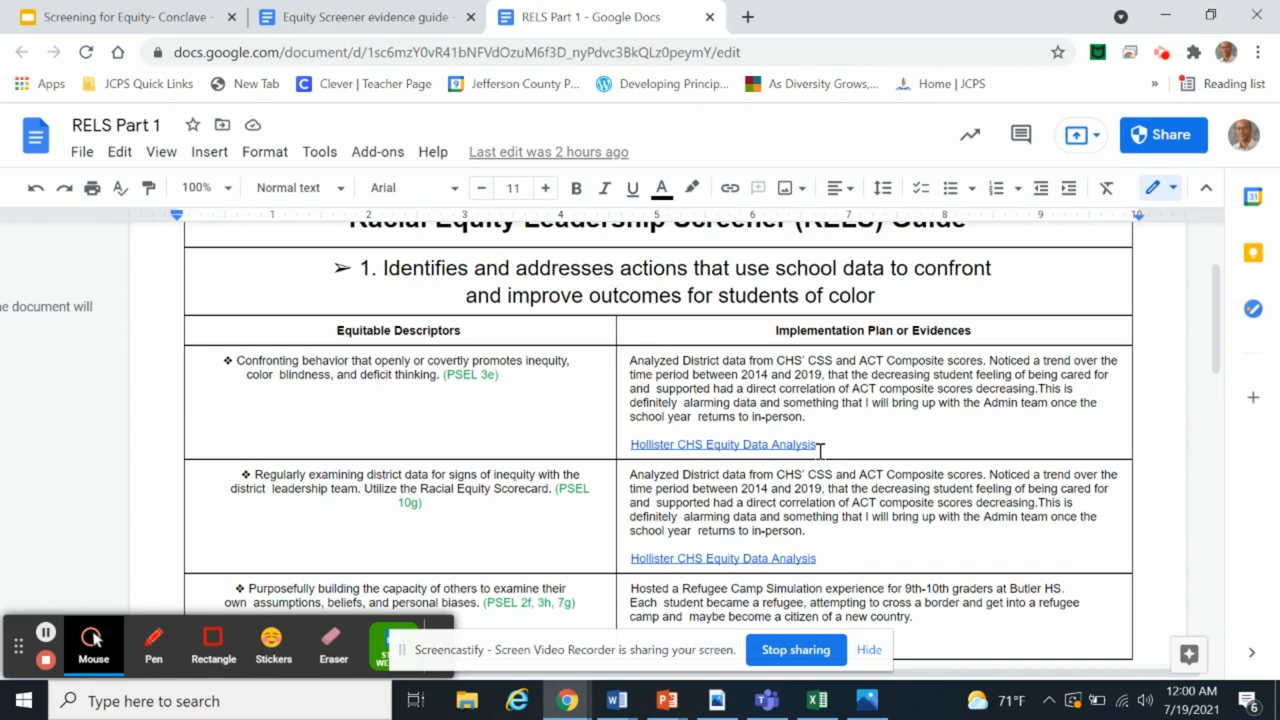 Screening for Equity- Conclave -
Equity Screener evidence guide -
RELS Part 1 - Google Docs
docs.google.com/document/d/1sc6mzY0vR41bNFVdOzuM6f3D_nyPdvc3BkQLz0peymY/edit
Apps
JCPS Quick Links
New Tab
Clever | Teacher Page
Jefferson County P...
Developing Princip...
As Diversity Grows,...
Home | JCPS
»
Reading list
RELS Part 1
File Edit View Insert Format Tools Add-ons Help Last edit was 2 hours ago
Share
100% Normal text Arial 11
1 2 3 4 5 6 7 8 9 10
Racial Equity Leadership Screener (RELS) Guide
➢ 1. Identifies and addresses actions that use school data to confront
and improve outcomes for students of color
ne document will
Equitable Descriptors
Implementation Plan or Evidences
❖ Confronting behavior that openly or covertly promotes inequity,
color blindness, and deficit thinking. (PSEL 3e)
Analyzed District data from CHS' CSS and ACT Composite scores. Noticed a trend over the
time period between 2014 and 2019, that the decreasing student feeling of being cared for
and supported had a direct correlation of ACT composite scores decreasing.This is
definitely alarming data and something that I will bring up with the Admin team once the
school year returns to in-person.
Hollister CHS Equity Data Analysis
❖ Regularly examining district data for signs of inequity with the
district leadership team. Utilize the Racial Equity Scorecard. (PSEL
10g)
Analyzed District data from CHS' CSS and ACT Composite scores. Noticed a trend over the
time period between 2014 and 2019, that the decreasing student feeling of being cared for
and supported had a direct correlation of ACT composite scores decreasing.This is
definitely alarming data and something that I will bring up with the Admin team once the
school year returns to in-person.
Hollister CHS Equity Data Analysis
❖ Purposefully building the capacity of others to examine their
own assumptions, beliefs, and personal biases. (PSEL 2f, 3h, 7g)
Hosted a Refugee Camp Simulation experience for 9th-10th graders at Butler HS.
Each student became a refugee, attempting to cross a border and get into a refugee
camp and maybe become a citizen of a new country.
Mouse
Pen
Rectangle
Stickers
Eraser
Screencastify - Screen Video Recorder is sharing your screen.
Stop sharing
Hide
Type here to search
71°F
12:00 AM
7/19/2021
6